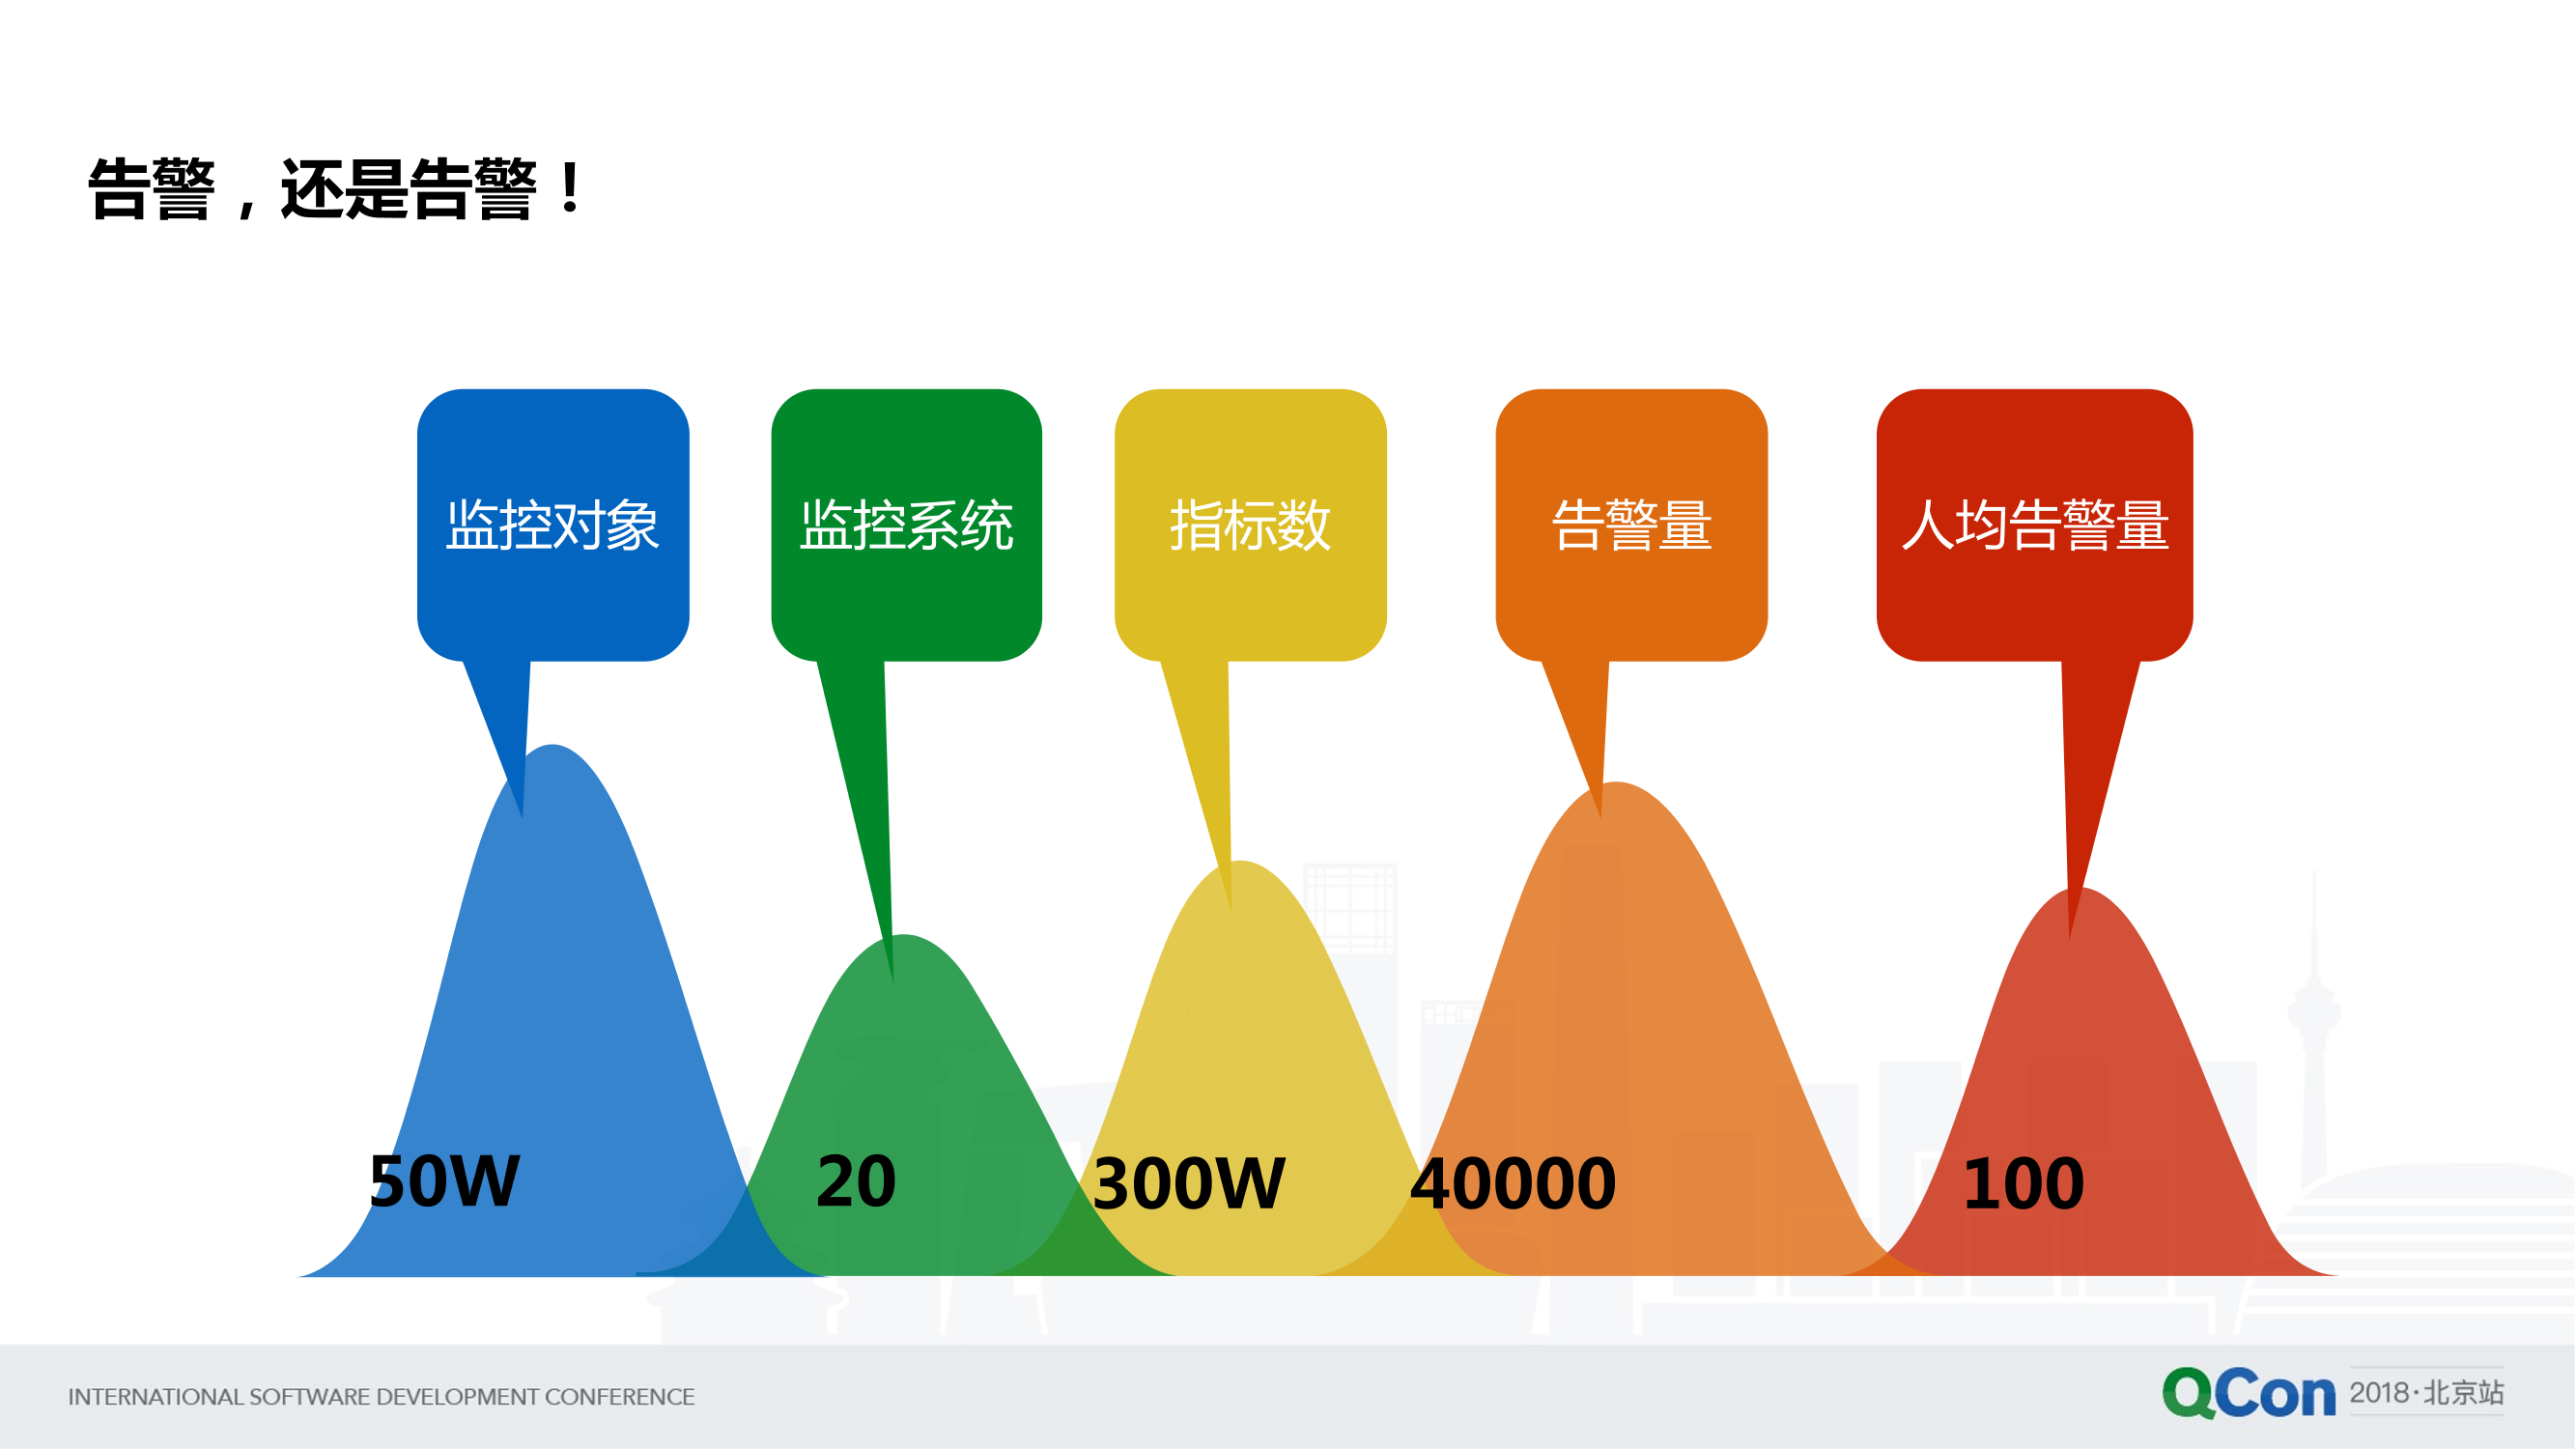 告警，还是告警！
监控对象
监控系统
指标数
告警量
人均告警量
50W
20
300W
40000
100
INTERNATIONAL SOFTWARE DEVELOPMENT CONFERENCE
QCon 2018·北京站